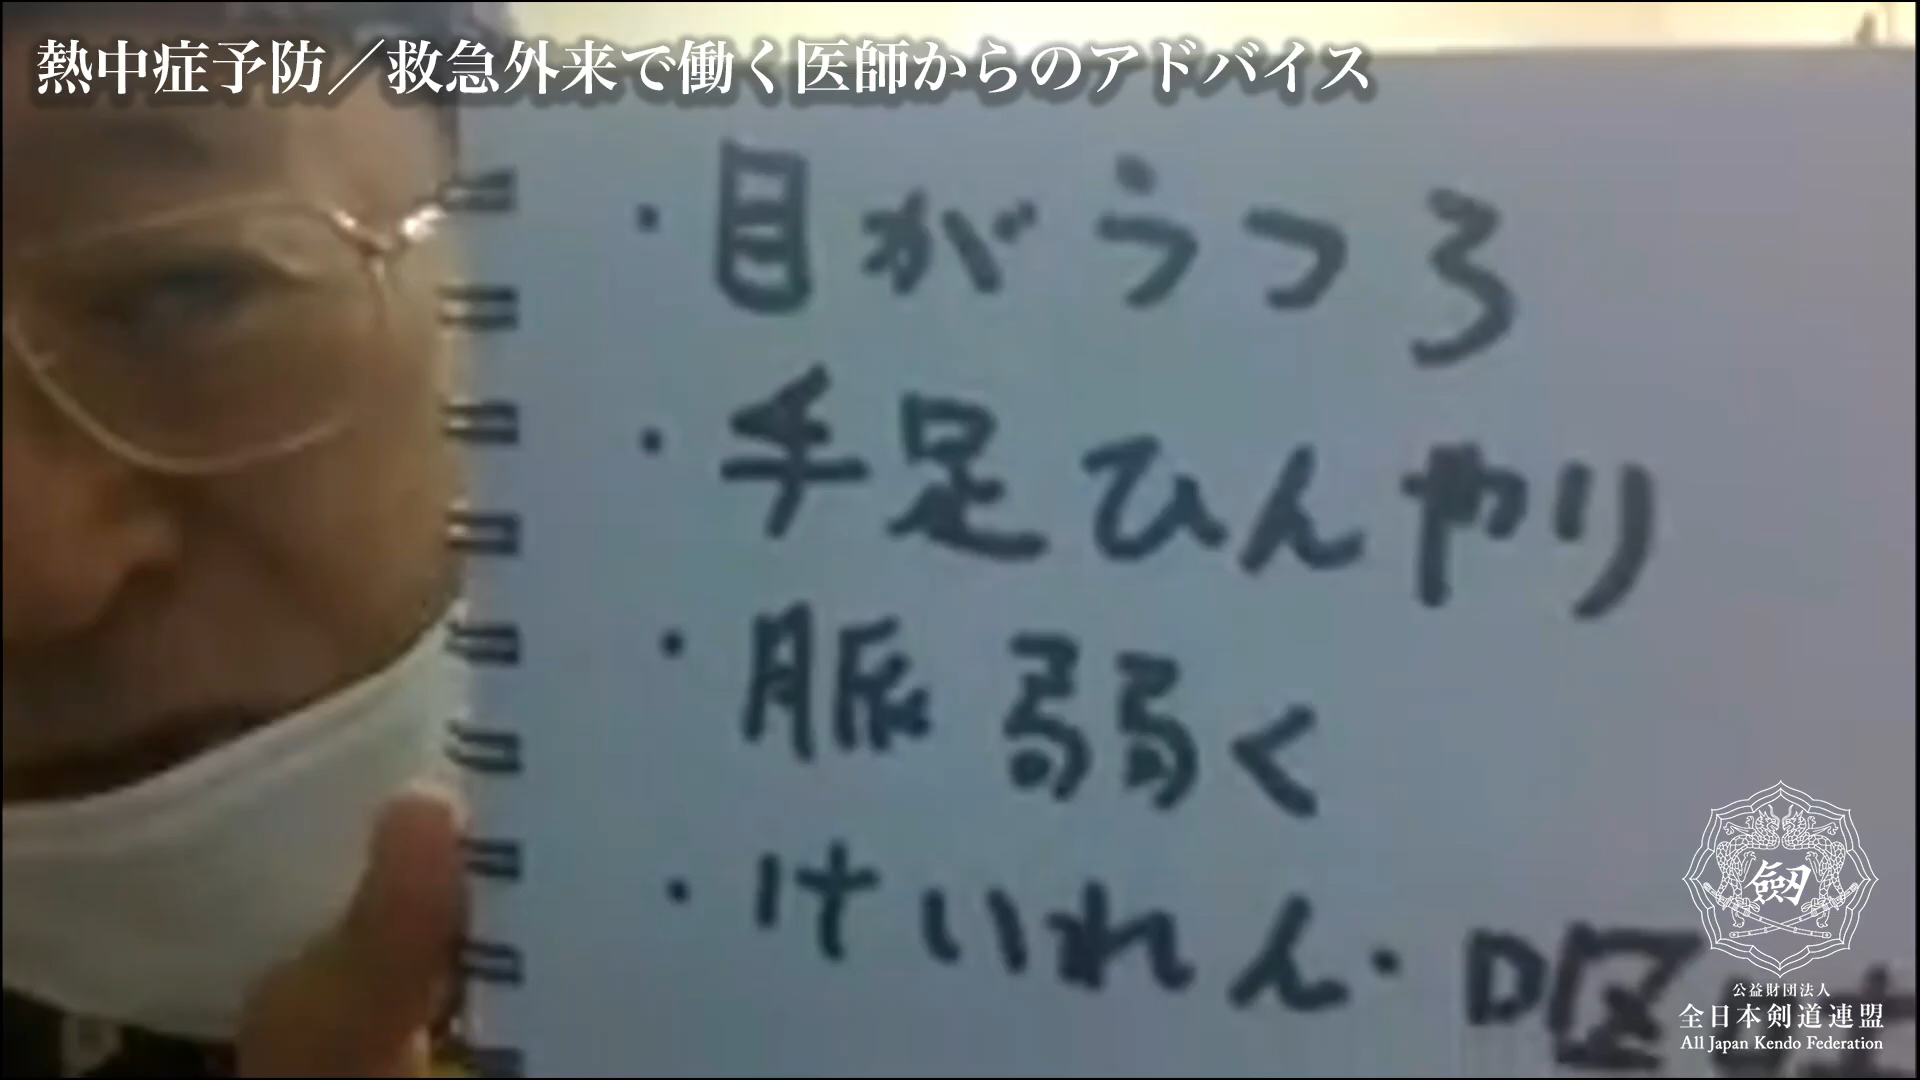 熱中症予防／救急外来で働く医師からのアドバイス
・目がうつろ
・手足ひんやり
・脈弱く
・けいれん・嘔吐
剱
公益財団法人
全日本剣道連盟
All Japan Kendo Federation